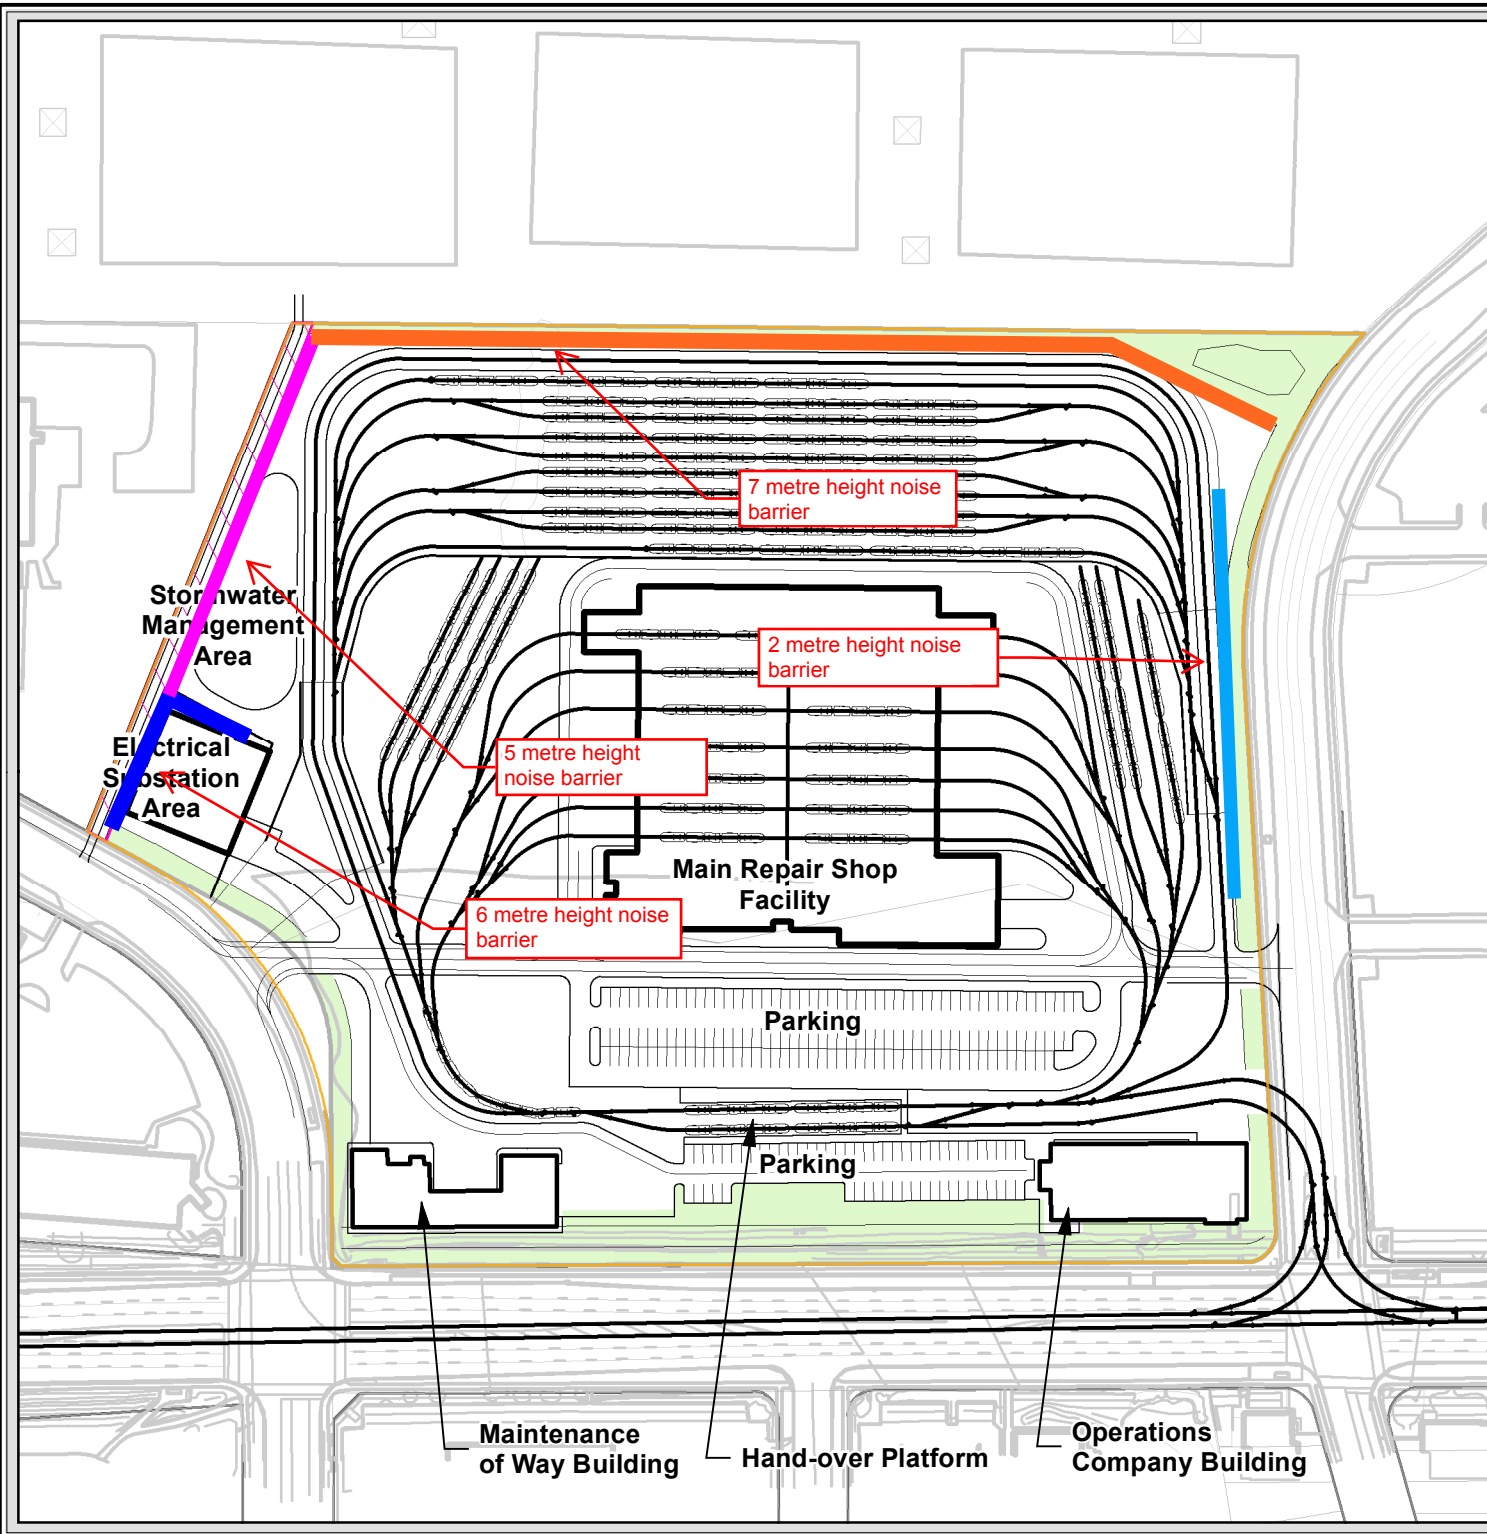 7 metre height noise
barrier
Stormwater
Management
Area
2 metre height noise
barrier
Electrical
Substation
Area
5 metre height
noise barrier
Main Repair Shop
Facility
6 metre height noise
barrier
Parking
Parking
Maintenance
of Way Building
Hand-over Platform
Operations
Company Building